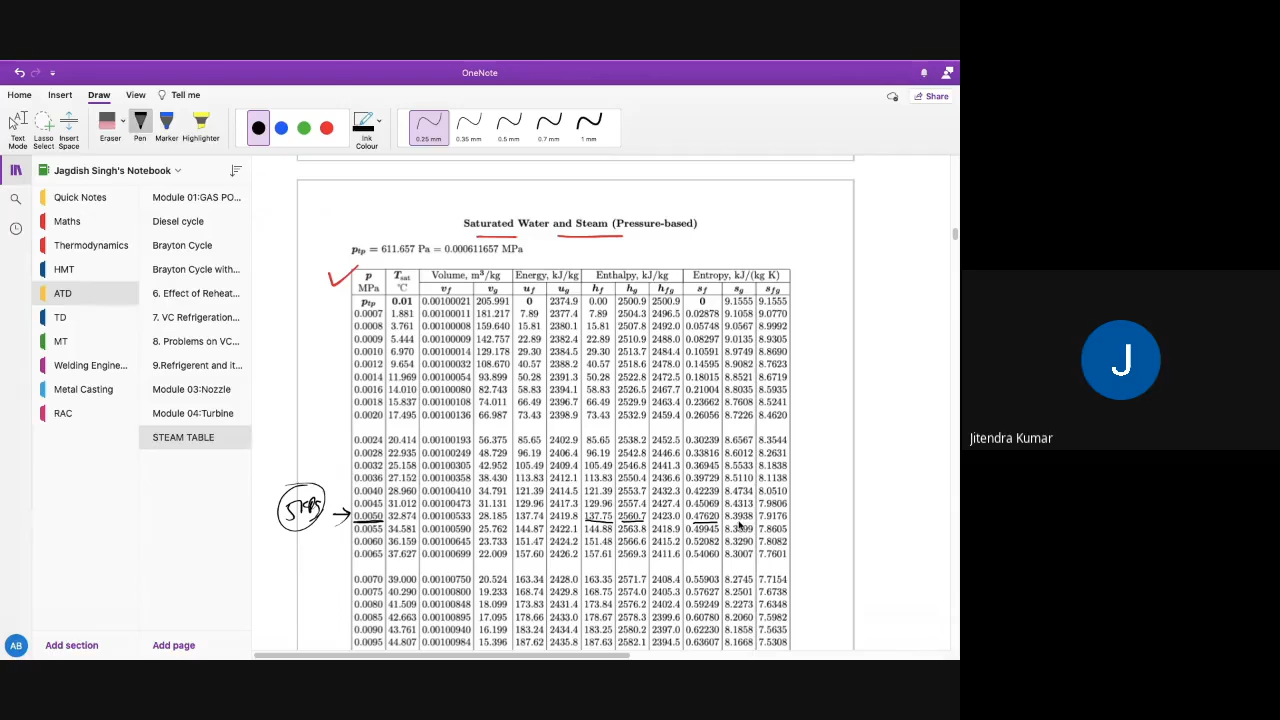 OneNote
Home Insert Draw View Tell me
Share
Text Mode
Lasso Select
Insert Space
Eraser
Pen
Marker
Highlighter
Ink Colour
0.25 mm
0.35 mm
0.5 mm
0.7 mm
1 mm
Jagdish Singh's Notebook
Quick Notes
Maths
Thermodynamics
HMT
ATD
TD
MT
Welding Engine...
Metal Casting
RAC
Module 01:GAS PO...
Diesel cycle
Brayton Cycle
Brayton Cycle with...
6. Effect of Reheat...
7. VC Refrigeration...
8. Problems on VC...
9.Refrigerent and it...
Module 03:Nozzle
Module 04:Turbine
STEAM TABLE
AB
Add section
Add page
Saturated Water and Steam (Pressure-based)
ptp = 611.657 Pa = 0.000611657 MPa
p Tsat Volume, m³/kg Energy, kJ/kg Enthalpy, kJ/kg Entropy, kJ/(kg K)
MPa °C vf vg uf ug hf hg hfg sf sg sfg
ptp 0.01 0.00100021 205.991 0 2374.9 0.00 2500.9 2500.9 0 9.1555 9.1555
0.0007 1.881 0.00100011 181.217 7.89 2377.4 7.89 2504.3 2496.5 0.02878 9.1058 9.0770
0.0008 3.761 0.00100008 159.640 15.81 2380.1 15.81 2507.8 2492.0 0.05748 9.0567 8.9992
0.0009 5.444 0.00100009 142.757 22.89 2382.4 22.89 2510.9 2488.0 0.08297 9.0135 8.9305
0.0010 6.970 0.00100014 129.178 29.30 2384.5 29.30 2513.7 2484.4 0.10591 8.9749 8.8690
0.0012 9.654 0.00100032 108.670 40.57 2388.2 40.57 2518.6 2478.0 0.14595 8.9082 8.7623
0.0014 11.969 0.00100054 93.899 50.28 2391.3 50.28 2522.8 2472.5 0.18015 8.8521 8.6719
0.0016 14.010 0.00100080 82.743 58.83 2394.1 58.83 2526.5 2467.7 0.21004 8.8035 8.5935
0.0018 15.837 0.00100108 74.011 66.49 2396.7 66.49 2529.9 2463.4 0.23662 8.7608 8.5241
0.0020 17.495 0.00100136 66.987 73.43 2398.9 73.43 2532.9 2459.4 0.26056 8.7226 8.4620
0.0024 20.414 0.00100193 56.375 85.65 2402.9 85.65 2538.2 2452.5 0.30239 8.6567 8.3544
0.0028 22.935 0.00100249 48.729 96.19 2406.4 96.19 2542.8 2446.6 0.33816 8.6012 8.2631
0.0032 25.158 0.00100305 42.952 105.49 2409.4 105.49 2546.8 2441.3 0.36945 8.5533 8.1838
0.0036 27.152 0.00100358 38.430 113.83 2412.1 113.83 2550.4 2436.6 0.39729 8.5110 8.1138
0.0040 28.960 0.00100410 34.791 121.39 2414.5 121.39 2553.7 2432.3 0.42239 8.4734 8.0510
0.0045 31.012 0.00100473 31.131 129.96 2417.3 129.96 2557.4 2427.4 0.45069 8.4313 7.9806
0.0050 32.874 0.00100533 28.185 137.74 2419.8 137.75 2560.7 2423.0 0.47620 8.3938 7.9176
0.0055 34.581 0.00100590 25.762 144.87 2422.1 144.88 2563.8 2418.9 0.49945 8.3599 7.8605
0.0060 36.159 0.00100645 23.733 151.47 2424.2 151.48 2566.6 2415.2 0.52082 8.3290 7.8082
0.0065 37.627 0.00100699 22.009 157.60 2426.2 157.61 2569.3 2411.6 0.54060 8.3007 7.7601
0.0070 39.000 0.00100750 20.524 163.34 2428.0 163.35 2571.7 2408.4 0.55903 8.2745 7.7154
0.0075 40.290 0.00100800 19.233 168.74 2429.8 168.75 2574.0 2405.3 0.57627 8.2501 7.6738
0.0080 41.509 0.00100848 18.099 173.83 2431.4 173.84 2576.2 2402.4 0.59249 8.2273 7.6348
0.0085 42.663 0.00100895 17.095 178.66 2433.0 178.67 2578.3 2399.6 0.60780 8.2060 7.5982
0.0090 43.761 0.00100940 16.199 183.24 2434.4 183.25 2580.2 2397.0 0.62230 8.1858 7.5635
0.0095 44.807 0.00100984 15.396 187.62 2435.8 187.63 2582.1 2394.5 0.63607 8.1668 7.5308
J
Jitendra Kumar